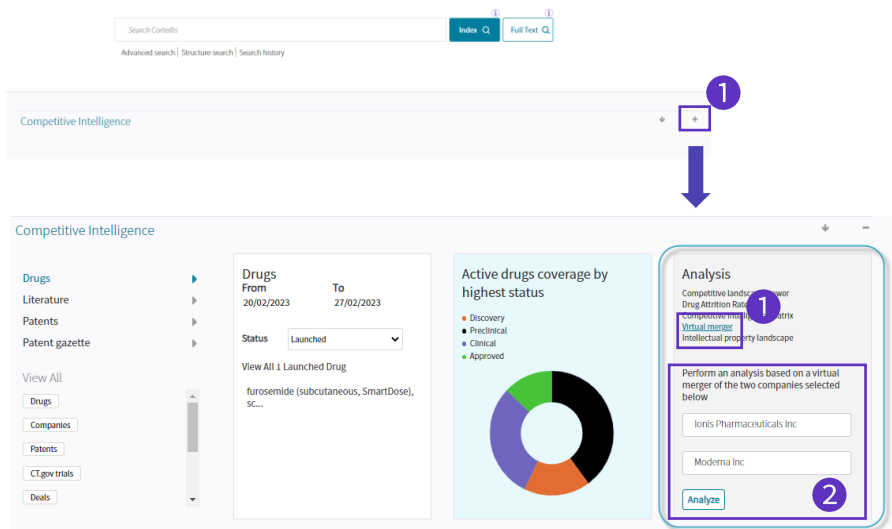 Search Cortellis
Index
Full Text
Advanced search | Structure search | Search history
1
Competitive Intelligence
Competitive Intelligence
Drugs
Literature
Patents
Patent gazette
View All
Drugs
Companies
Patents
CT.gov trials
Deals
Drugs
From To
20/02/2023 27/02/2023
Status Launched
View All 1 Launched Drug
furosemide (subcutaneous, SmartDose),
sc...
Active drugs coverage by
highest status
Discovery
Preclinical
Clinical
Approved
Analysis
Competitive landscape
Drug Attrition
1
Competitive
Virtual merger
Intellectual property landscape
Perform an analysis based on a virtual
merger of the two companies selected
below
Ionis Pharmaceuticals Inc
Moderna Inc
Analyze
2